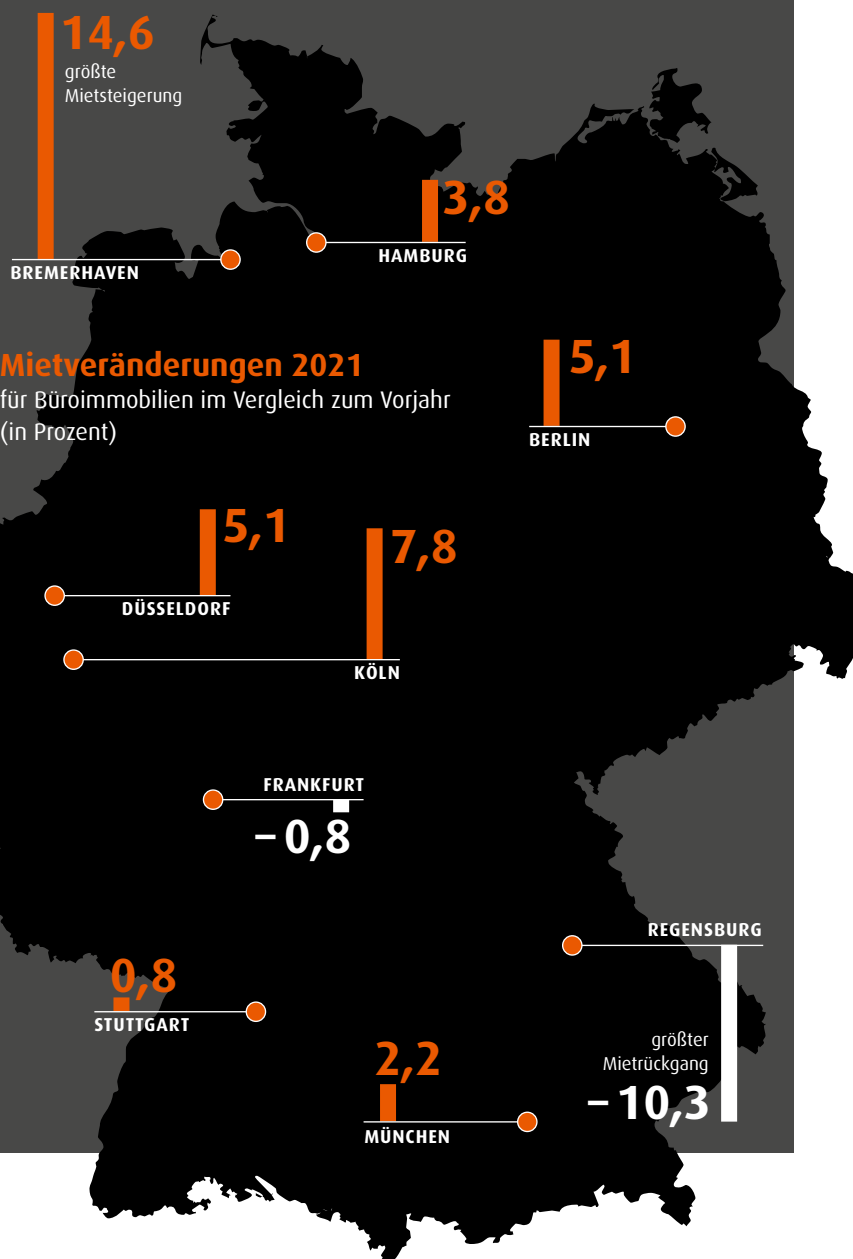 14,6
größte
Mietsteigerung
BREMERHAVEN
3,8
HAMBURG
Mietveränderungen 2021
für Büroimmobilien im Vergleich zum Vorjahr
(in Prozent)
5,1
BERLIN
5,1
DÜSSELDORF
7,8
KÖLN
FRANKFURT
– 0,8
REGENSBURG
größter
Mietrückgang
– 10,3
0,8
STUTTGART
2,2
MÜNCHEN